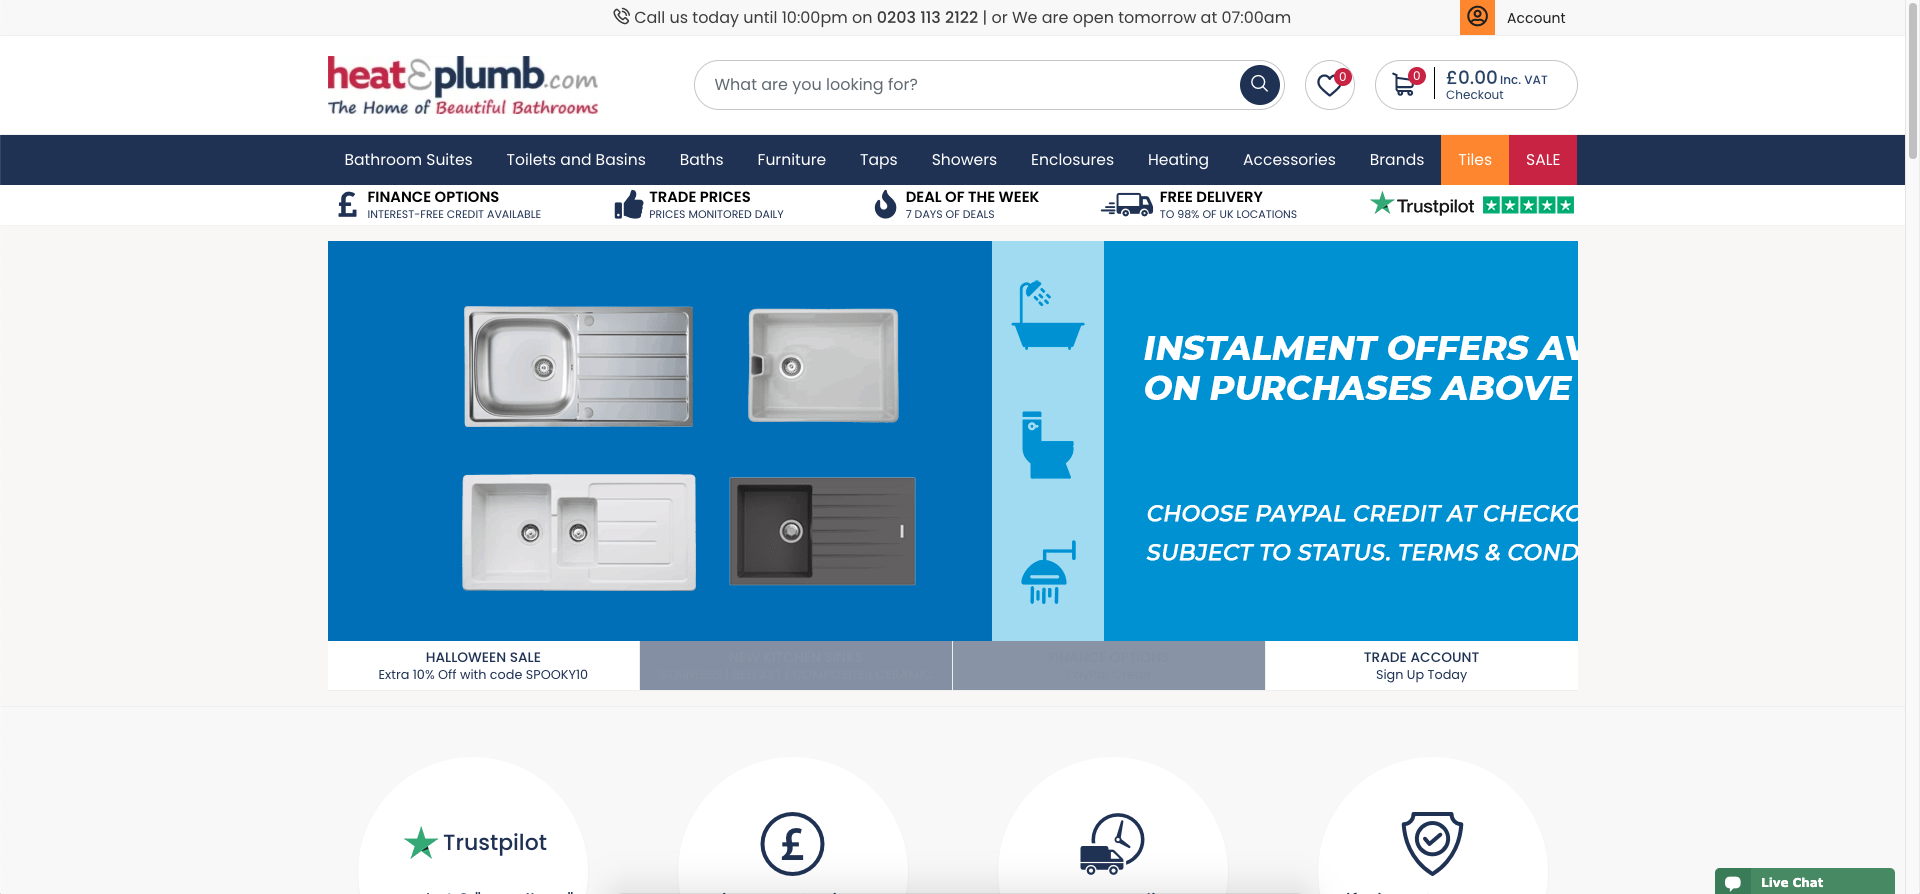 Call us today until 10:00pm on 0203 113 2122 | or We are open tomorrow at 07:00am
Account
heat&plumb.com
The Home of Beautiful Bathrooms
What are you looking for?
0
0
£0.00 Inc. VAT
Checkout
Bathroom Suites
Toilets and Basins
Baths
Furniture
Taps
Showers
Enclosures
Heating
Accessories
Brands
Tiles
SALE
FINANCE OPTIONS
INTEREST-FREE CREDIT AVAILABLE
TRADE PRICES
PRICES MONITORED DAILY
DEAL OF THE WEEK
7 DAYS OF DEALS
FREE DELIVERY
TO 98% OF UK LOCATIONS
Trustpilot
INSTALMENT OFFERS
ON PURCHASES ABOVE
CHOOSE PAYPAL CREDIT AT
SUBJECT TO STATUS. TERMS &
HALLOWEEN SALE
Extra 10% Off with code SPOOKY10
TRADE ACCOUNT
Sign Up Today
Trustpilot
£
Live Chat